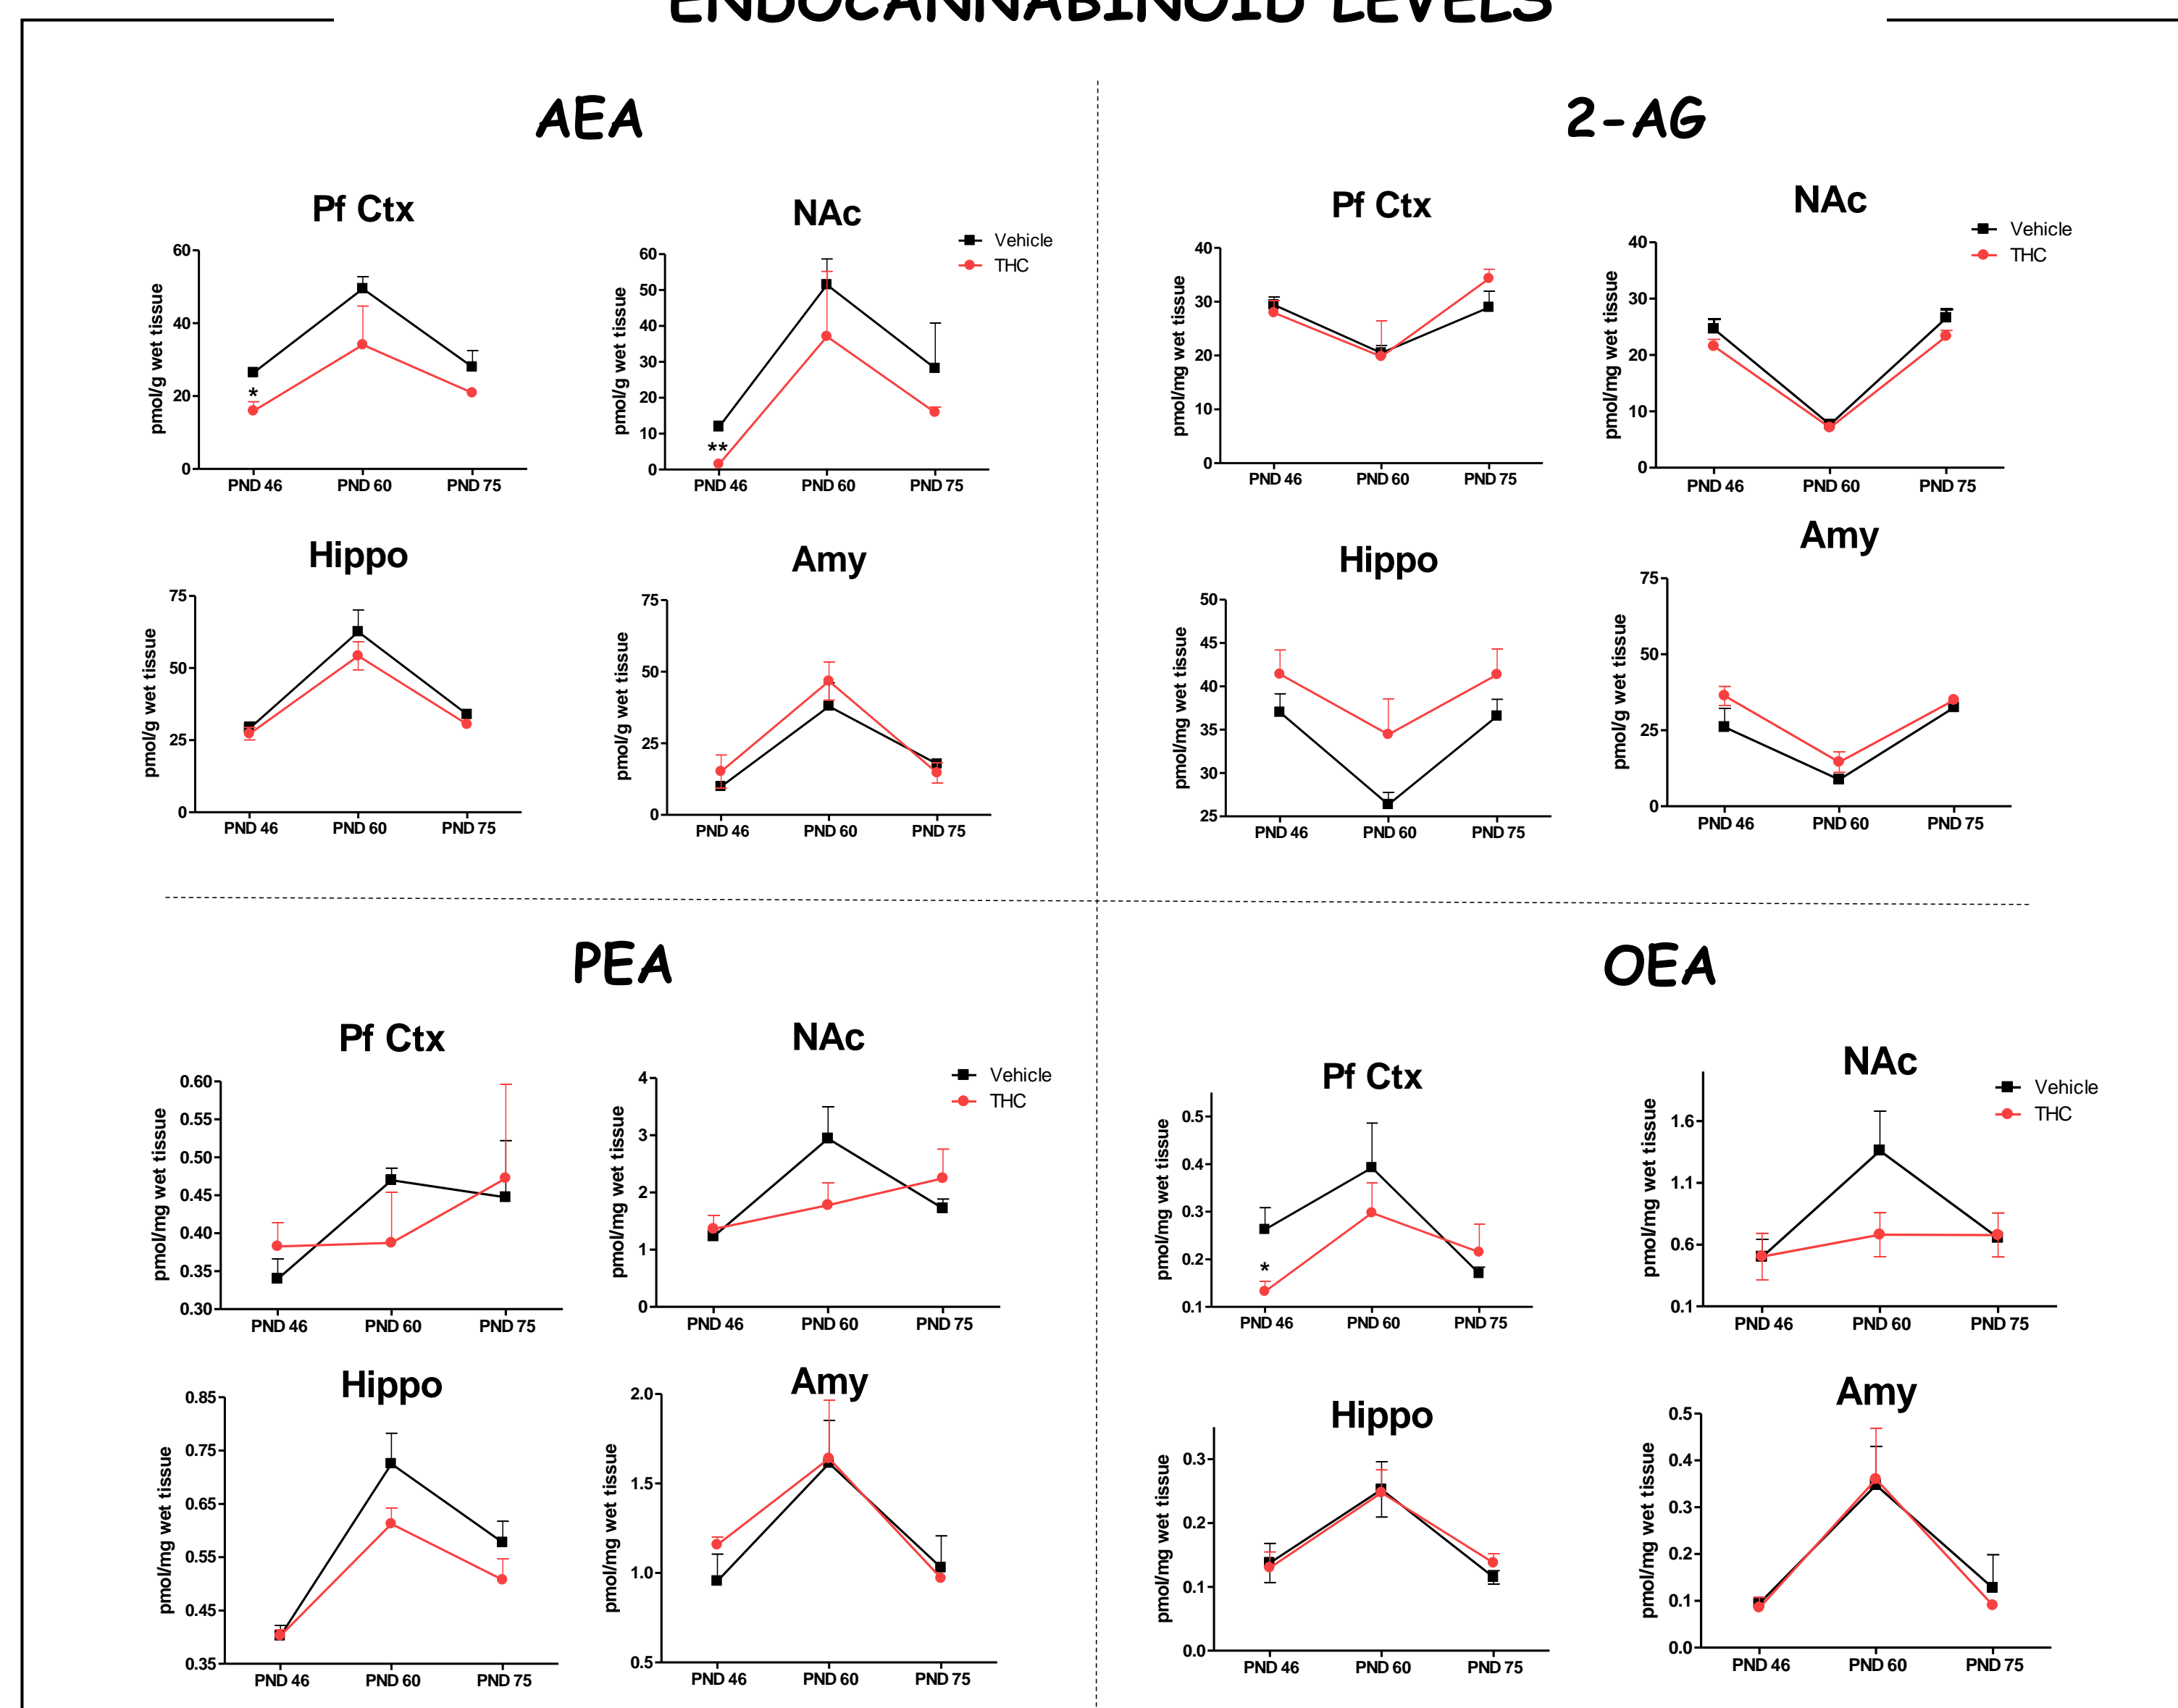 ENDOCANNABINOID LEVELS
AEA
Pf Ctx
60
40
20
0
pmol/g wet tissue
*
PND 46
PND 60
PND 75
NAc
Vehicle
THC
60
50
40
30
20
10
0
pmol/g wet tissue
**
PND 46
PND 60
PND 75
Hippo
75
50
25
0
pmol/g wet tissue
PND 46
PND 60
PND 75
Amy
75
50
25
0
pmol/g wet tissue
PND 46
PND 60
PND 75
2-AG
Pf Ctx
40
30
20
10
0
pmol/mg wet tissue
PND 46
PND 60
PND 75
NAc
Vehicle
THC
40
30
20
10
0
pmol/mg wet tissue
PND 46
PND 60
PND 75
Hippo
50
45
40
35
30
25
pmol/mg wet tissue
PND 46
PND 60
PND 75
Amy
75
50
25
0
pmol/g wet tissue
PND 46
PND 60
PND 75
PEA
Pf Ctx
0.60
0.55
0.50
0.45
0.40
0.35
0.30
pmol/mg wet tissue
PND 46
PND 60
PND 75
NAc
Vehicle
THC
4
3
2
1
0
pmol/mg wet tissue
PND 46
PND 60
PND 75
Hippo
0.85
0.75
0.65
0.55
0.45
0.35
pmol/mg wet tissue
PND 46
PND 60
PND 75
Amy
2.0
1.5
1.0
0.5
pmol/mg wet tissue
PND 46
PND 60
PND 75
OEA
Pf Ctx
0.5
0.4
0.3
0.2
0.1
pmol/mg wet tissue
*
PND 46
PND 60
PND 75
NAc
Vehicle
THC
1.6
1.1
0.6
0.1
pmol/mg wet tissue
PND 46
PND 60
PND 75
Hippo
0.3
0.2
0.1
0.0
pmol/mg wet tissue
PND 46
PND 60
PND 75
Amy
0.5
0.4
0.3
0.2
0.1
0.0
pmol/mg wet tissue
PND 46
PND 60
PND 75